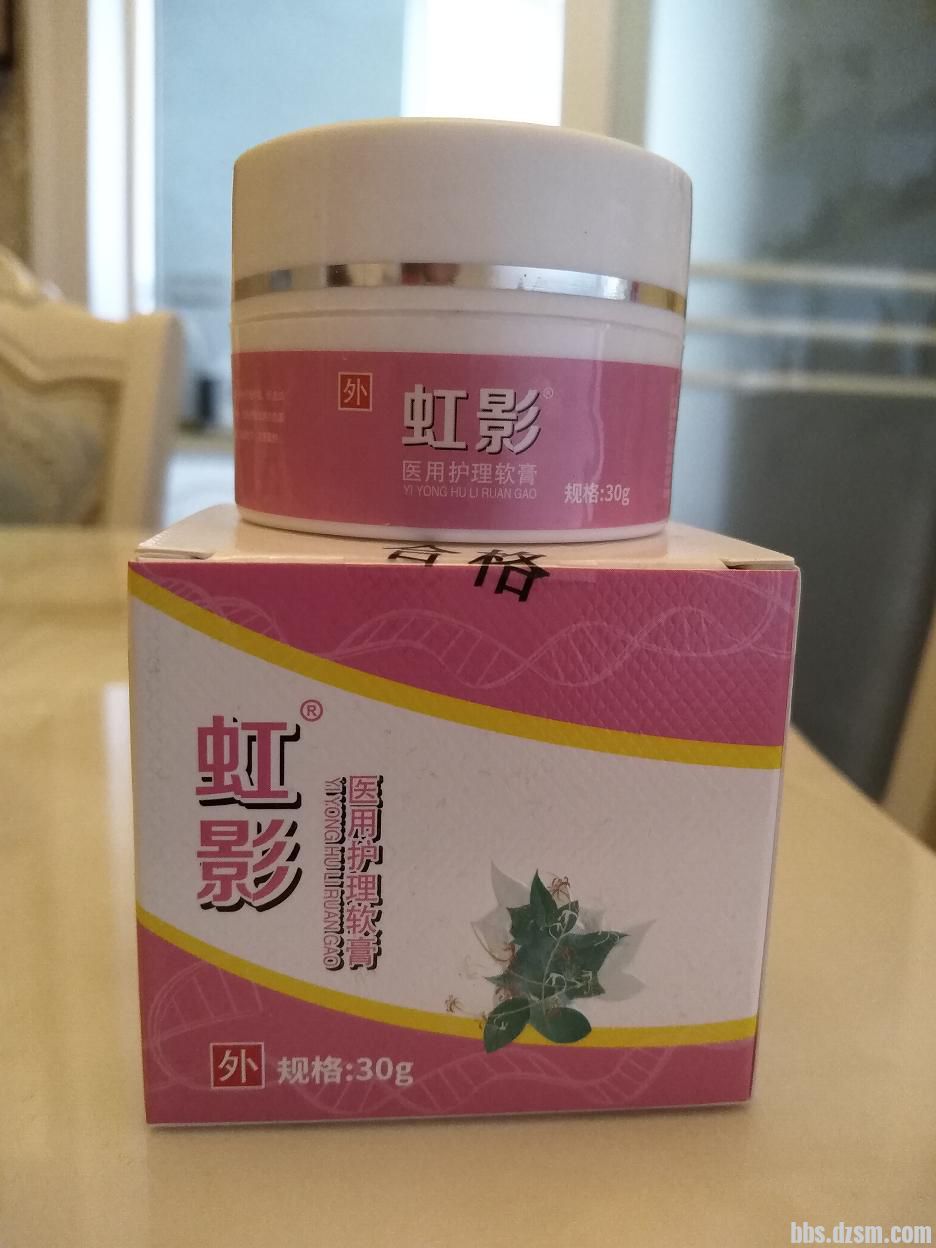 外 虹影®
医用护理软膏
YI YONG HU LI RUAN GAO
规格:30g
合格
虹影®
医用护理软膏
YI YONG HU LI RUAN GAO
外 规格:30g
bbs.dzsm.com